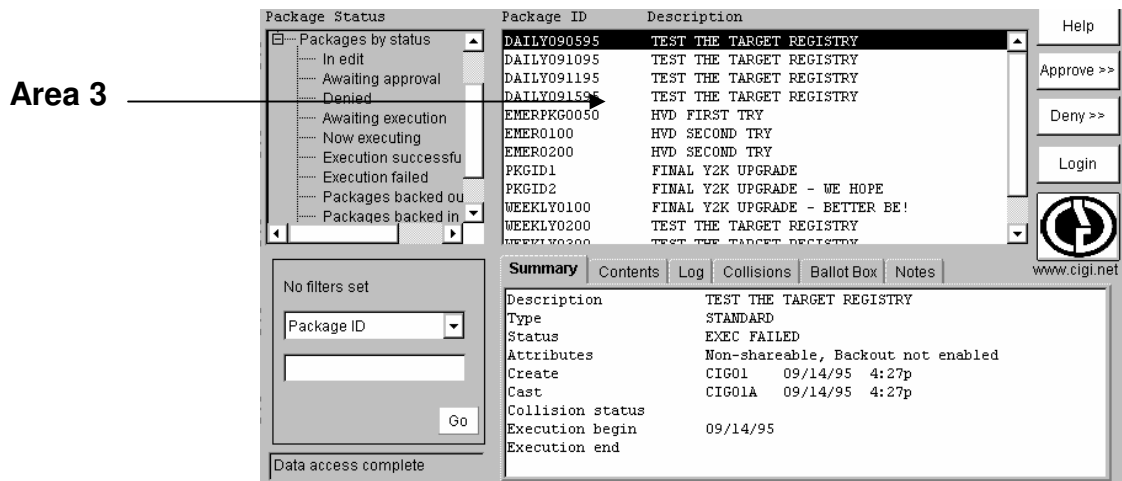 Package Status
Package ID Description
Help
Packages by status
In edit
Awaiting approval
Denied
Awaiting execution
Now executing
Execution successfu
Execution failed
Packages backed ou
Packages backed in
Area 3
DAILY090595 TEST THE TARGET REGISTRY
DAILY091095 TEST THE TARGET REGISTRY
DAILY091195 TEST THE TARGET REGISTRY
DAILY091595 TEST THE TARGET REGISTRY
EMERPKG0050 HVD FIRST TRY
EMER0100 HVD SECOND TRY
EMER0200 HVD SECOND TRY
PKGID1 FINAL Y2K UPGRADE
PKGID2 FINAL Y2K UPGRADE - WE HOPE
WEEKLY0100 FINAL Y2K UPGRADE - BETTER BE!
WEEKLY0200 TEST THE TARGET REGISTRY
WEEKLY0300 TEST THE TARGET REGISTRY
Approve >>
Deny >>
Login
www.cigi.net
No filters set
Package ID
Go
Data access complete
Summary Contents Log Collisions Ballot Box Notes
Description TEST THE TARGET REGISTRY
Type STANDARD
Status EXEC FAILED
Attributes Non-shareable, Backout not enabled
Create CIG01 09/14/95 4:27p
Cast CIG01A 09/14/95 4:27p
Collision status
Execution begin 09/14/95
Execution end